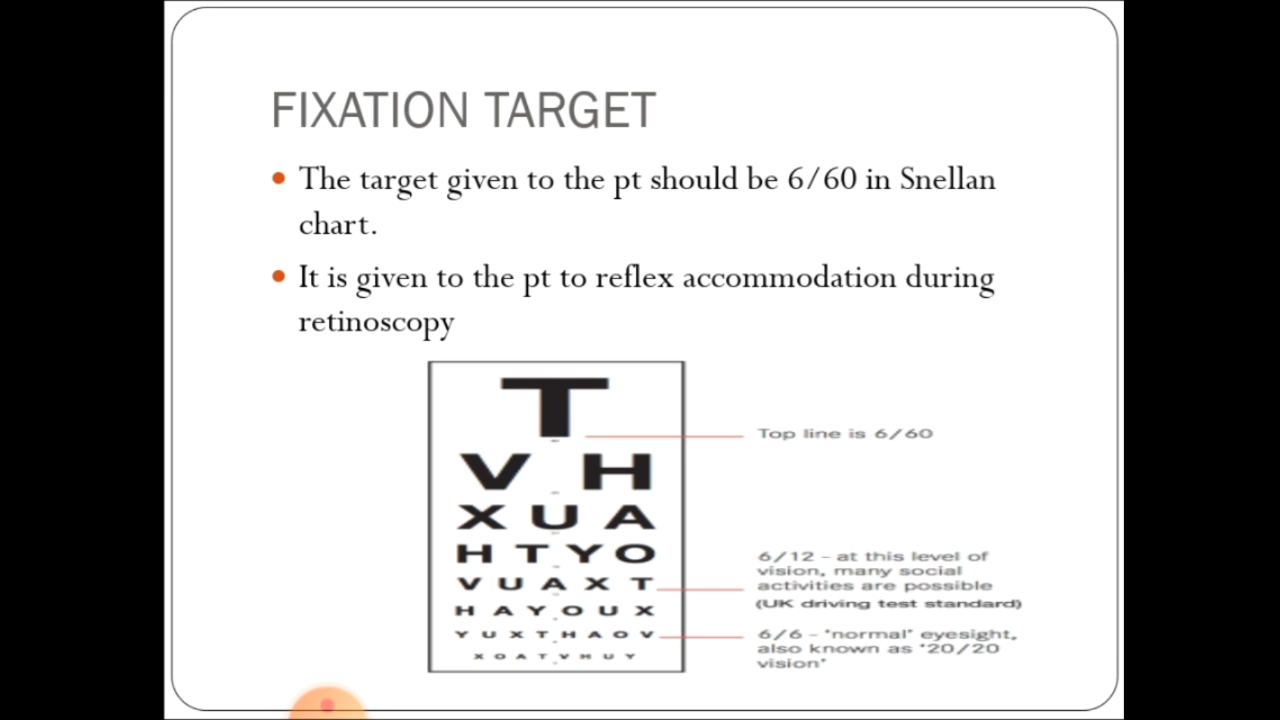 FIXATION TARGET
• The target given to the pt should be 6/60 in Snellan
chart.
• It is given to the pt to reflex accommodation during
retinoscopy
T
Top line is 6/60
V H
X U A
H T Y O
V U A X T
6/12 - at this level of
vision, many social
activities are possible
(UK driving test standard)
H A Y O U X
Y U X T H A O V
6/6 - 'normal' eyesight,
also known as '20/20
vision'
X O A T V H U Y